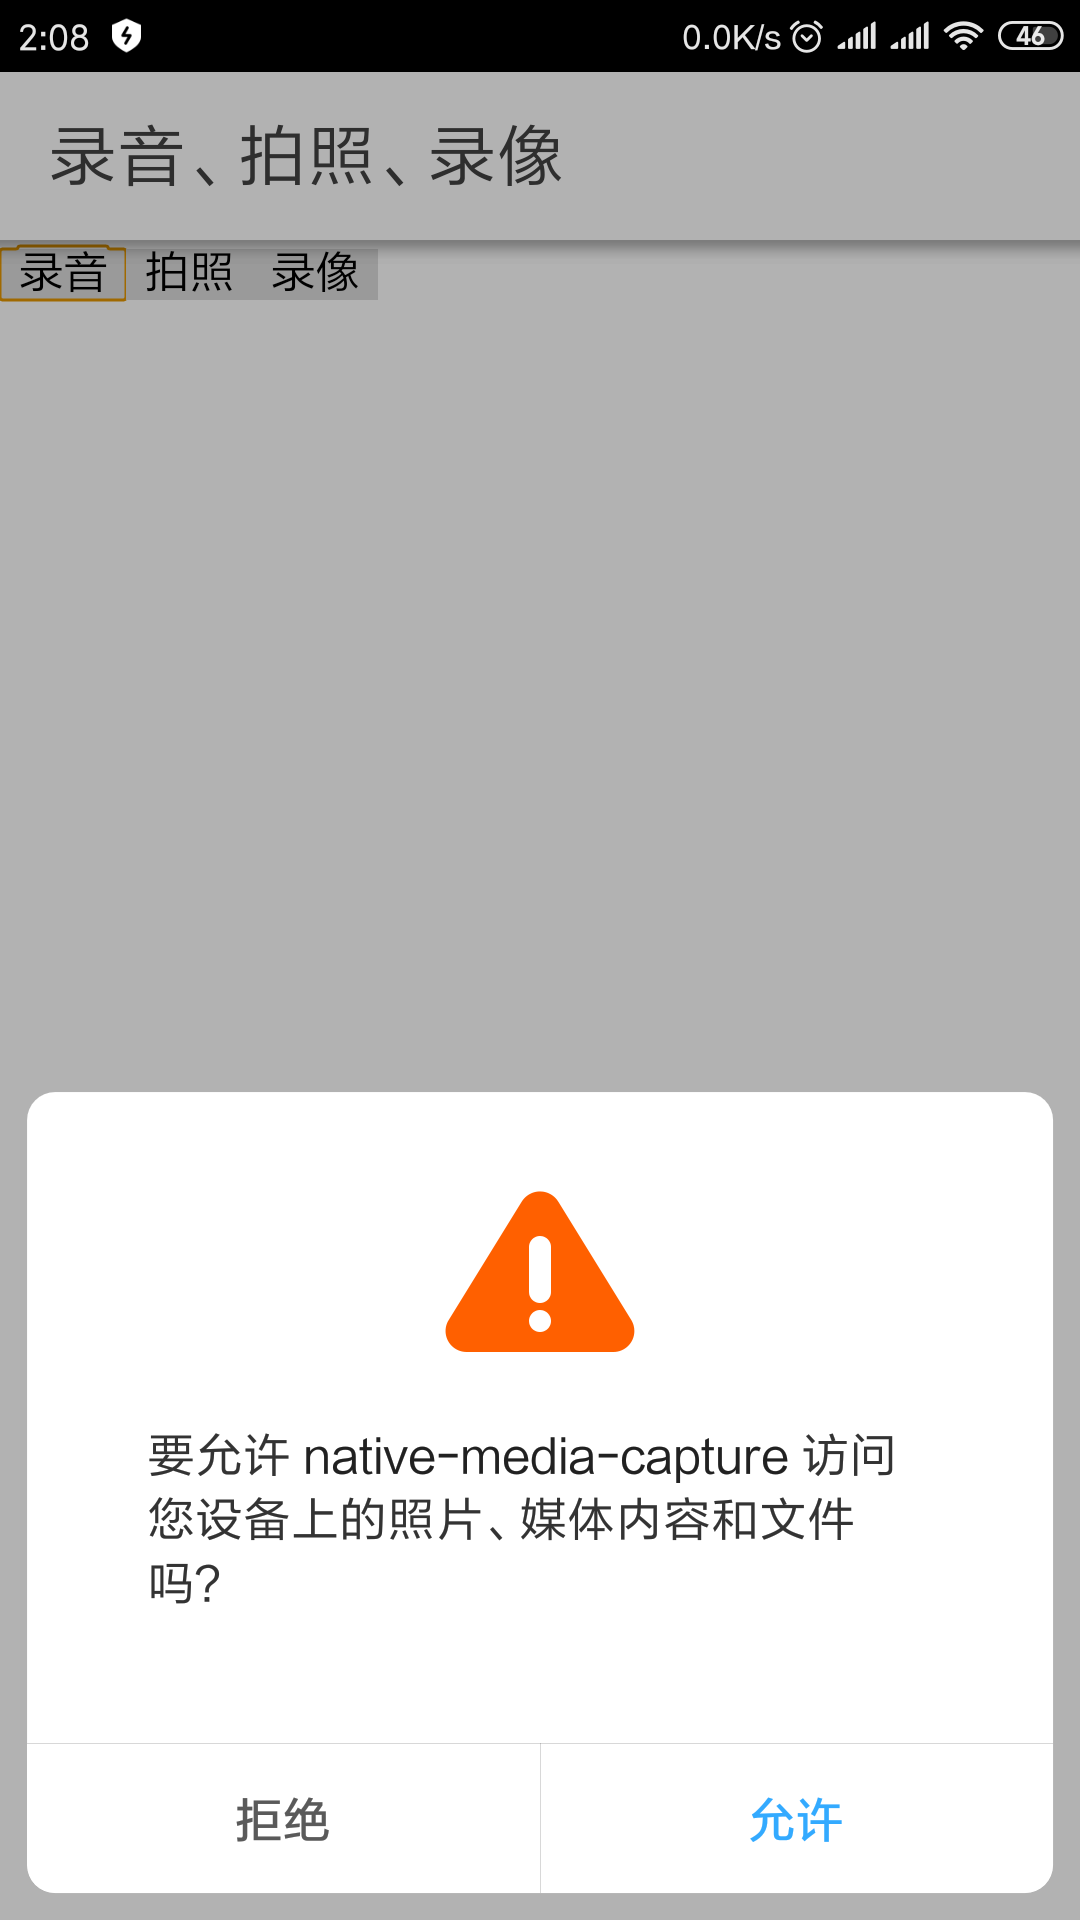 2:08 0.0K/s 46
录音、拍照、录像
录音 拍照 录像
要允许 native-media-capture 访问
您设备上的照片、媒体内容和文件
吗?
拒绝 允许